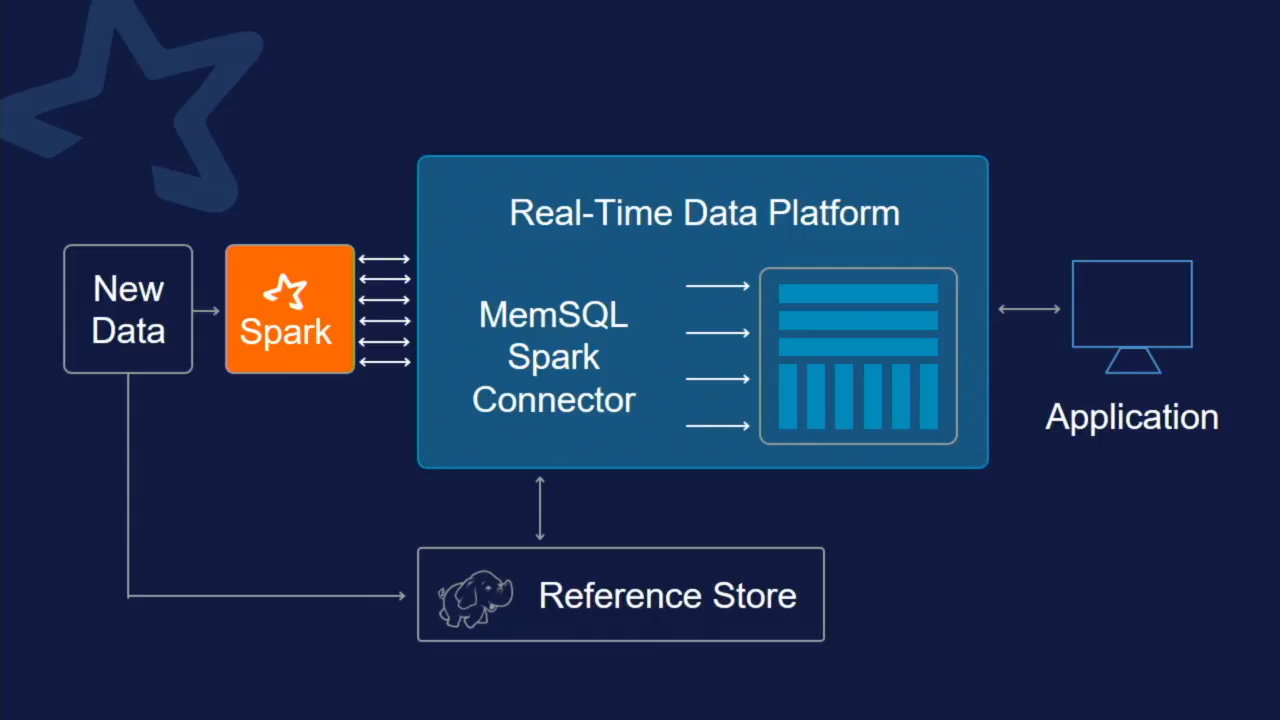 Real-Time Data Platform
New
Data
Spark
MemSQL
Spark
Connector
Application
Reference Store